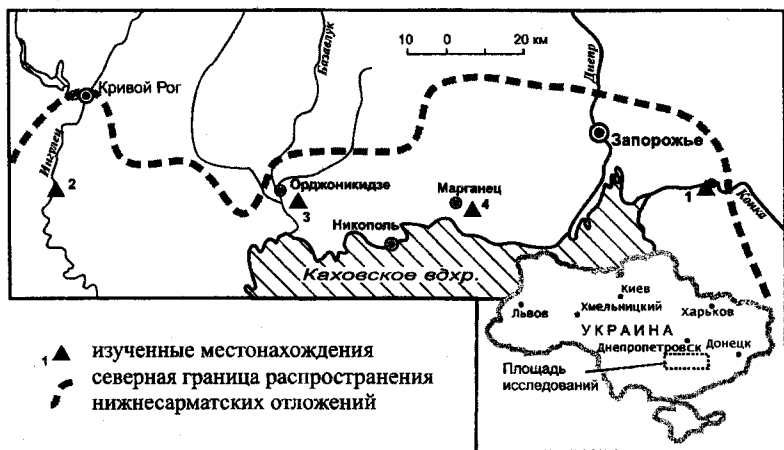 10 0 20 км
Базавлук
Днепр
Кривой Рог
Запорожье
Ингулец
2
Орджоникидзе
3
Марганец
4
1
Конка
Никополь
Каховское вдхр.
Киев
Львов
Хмельницкий
Харьков
УКРАИНА
Днепропетровск
Донецк
Площадь
исследований
1 изученные местонахождения
северная граница распространения
нижнесарматских отложений